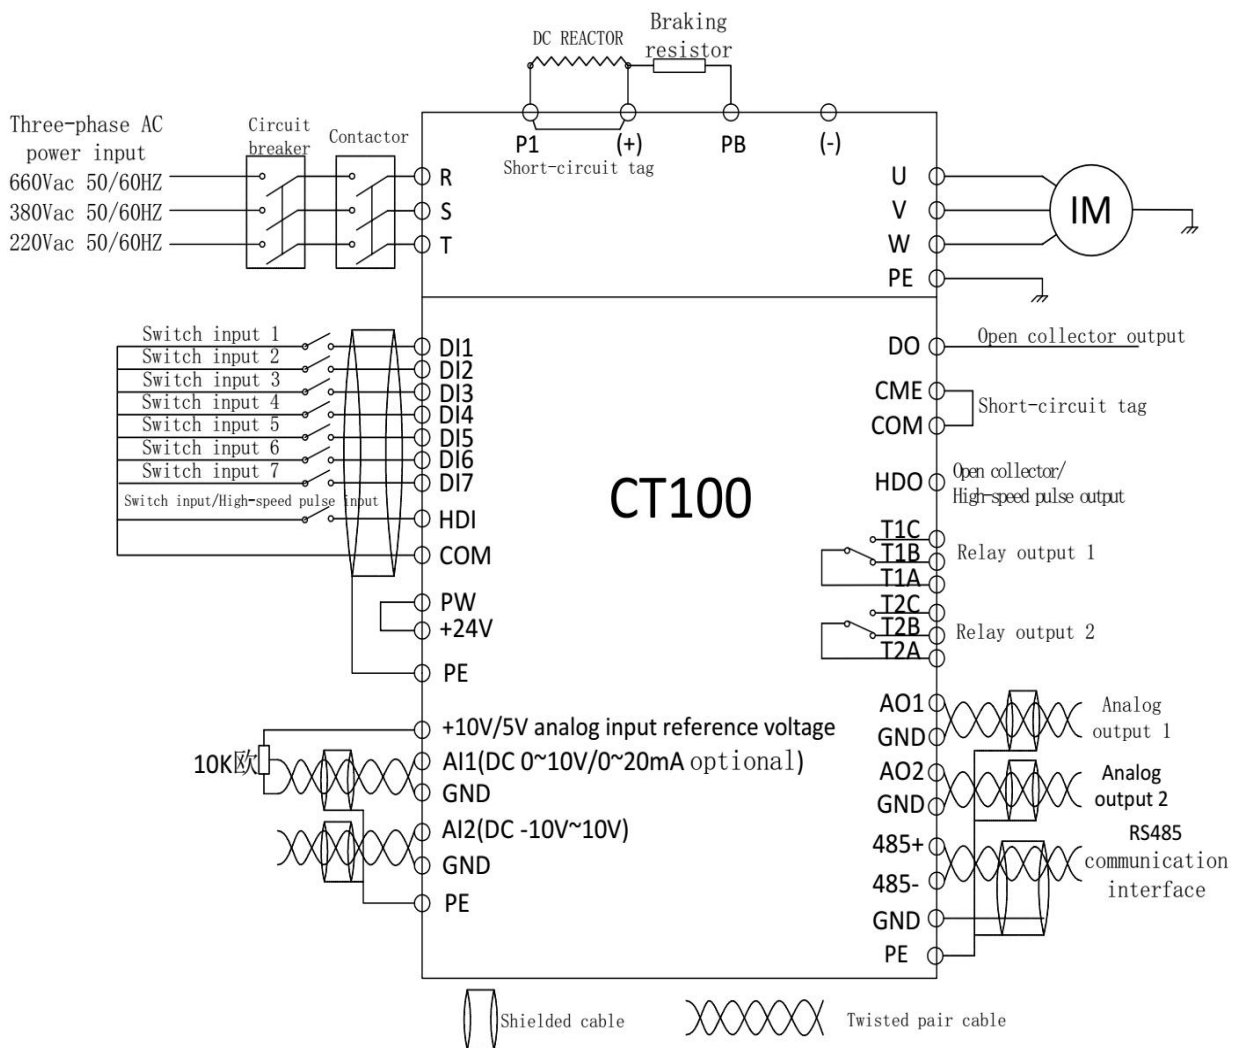 Braking
resistor
DC REACTOR
Three-phase AC
power input
660Vac 50/60HZ
380Vac 50/60HZ
220Vac 50/60HZ
Circuit
breaker
Contactor
P1
(+)
PB
(-)
Short-circuit tag
R
S
T
U
V
W
PE
IM
Switch input 1
Switch input 2
Switch input 3
Switch input 4
Switch input 5
Switch input 6
Switch input 7
Switch input/High-speed pulse input
DI1
DI2
DI3
DI4
DI5
DI6
DI7
HDI
COM
PW
+24V
PE
CT100
DO
Open collector output
CME
COM
Short-circuit tag
HDO
Open collector/
High-speed pulse output
T1C
T1B
T1A
Relay output 1
T2C
T2B
T2A
Relay output 2
+10V/5V analog input reference voltage
10K欧
AI1(DC 0~10V/0~20mA optional)
GND
AI2(DC -10V~10V)
GND
PE
AO1
GND
Analog
output 1
AO2
GND
Analog
output 2
485+
485-
GND
PE
RS485
communication
interface
Shielded cable
Twisted pair cable